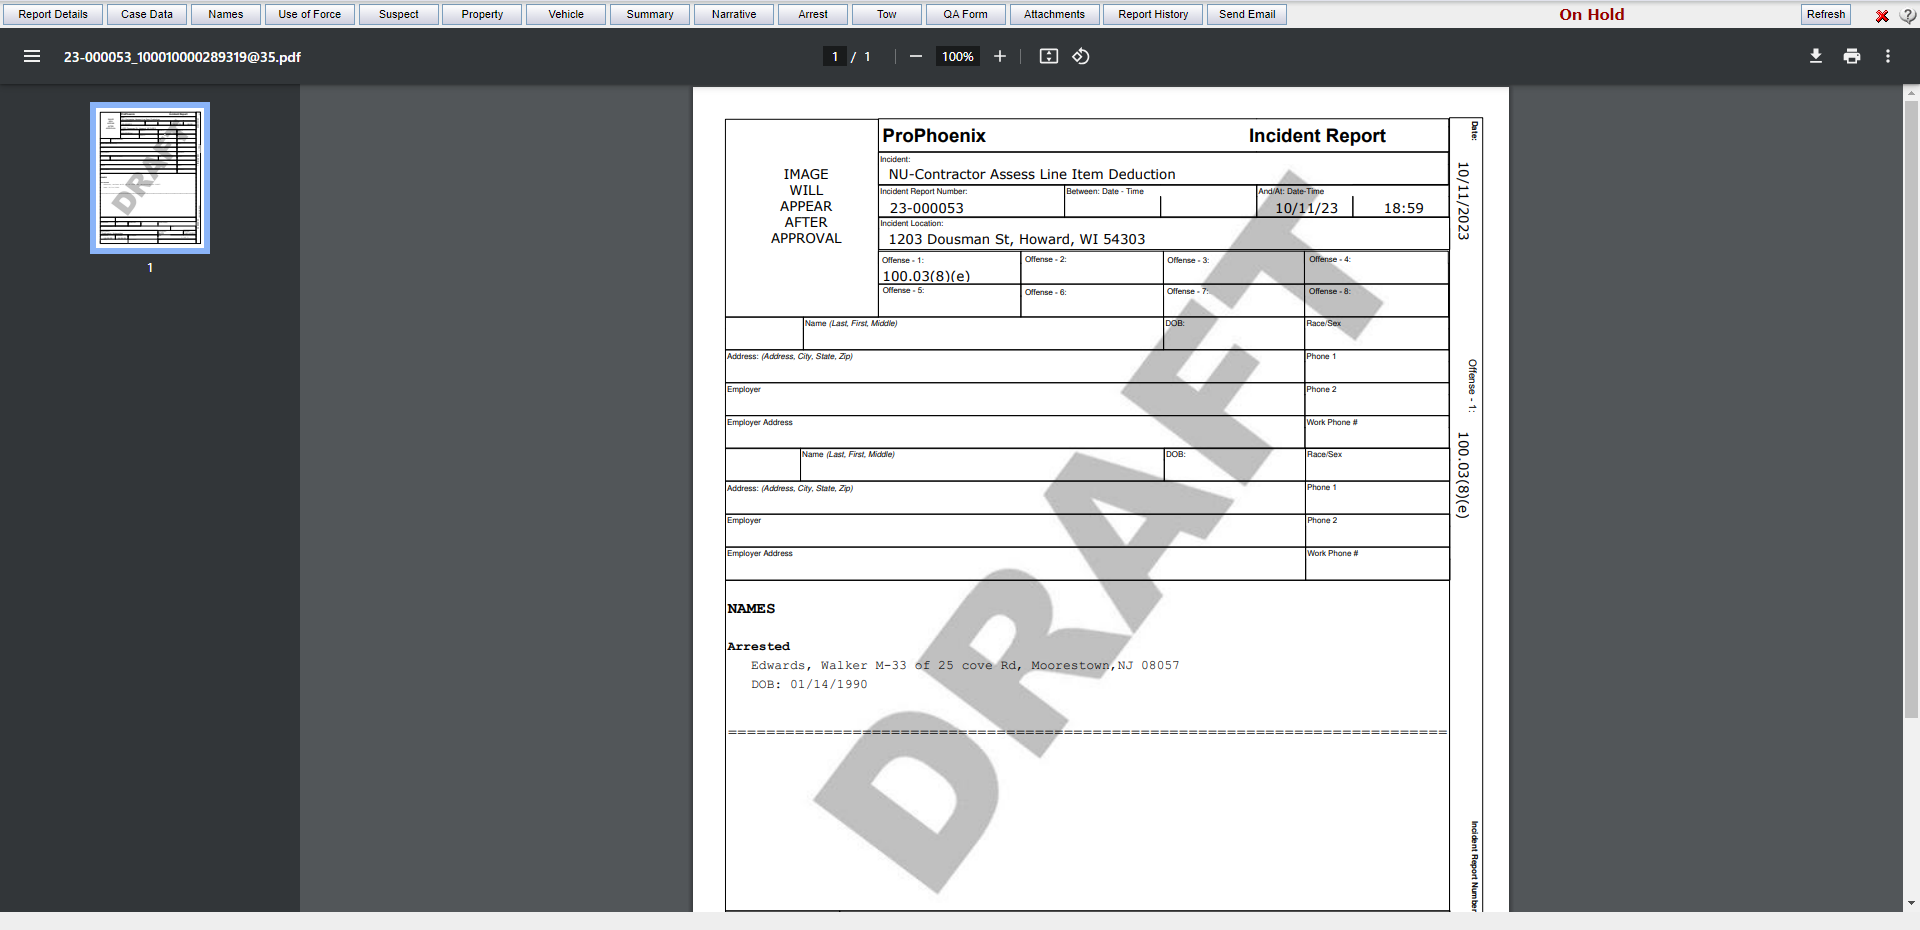 Report Details Case Data Names Use of Force Suspect Property Vehicle Summary Narrative Arrest Tow QA Form Attachments Report History Send Email On Hold Refresh
23-000053_100010000289319@35.pdf 1 / 1 100%
1
ProPhoenix Incident Report
IMAGE
WILL
APPEAR
AFTER
APPROVAL
Incident:
NU-Contractor Assess Line Item Deduction
Incident Report Number: Between: Date - Time And/At: Date-Time
23-000053 10/11/23 18:59
Incident Location:
1203 Dousman St, Howard, WI 54303
Offense - 1: Offense - 2: Offense - 3: Offense - 4:
100.03(8)(e)
Offense - 5: Offense - 6: Offense - 7: Offense - 8:
Name (Last, First, Middle) DOB: Race/Sex
Address: (Address, City, State, Zip) Phone 1
Employer Phone 2
Employer Address Work Phone #
Name (Last, First, Middle) DOB: Race/Sex
Address: (Address, City, State, Zip) Phone 1
Employer Phone 2
Employer Address Work Phone #
NAMES
Arrested
Edwards, Walker M-33 of 25 cove Rd, Moorestown,NJ 08057
DOB: 01/14/1990
DRAFT
Date: 10/11/2023
Offense - 1: 100.03(8)(e)
Incident Report Number